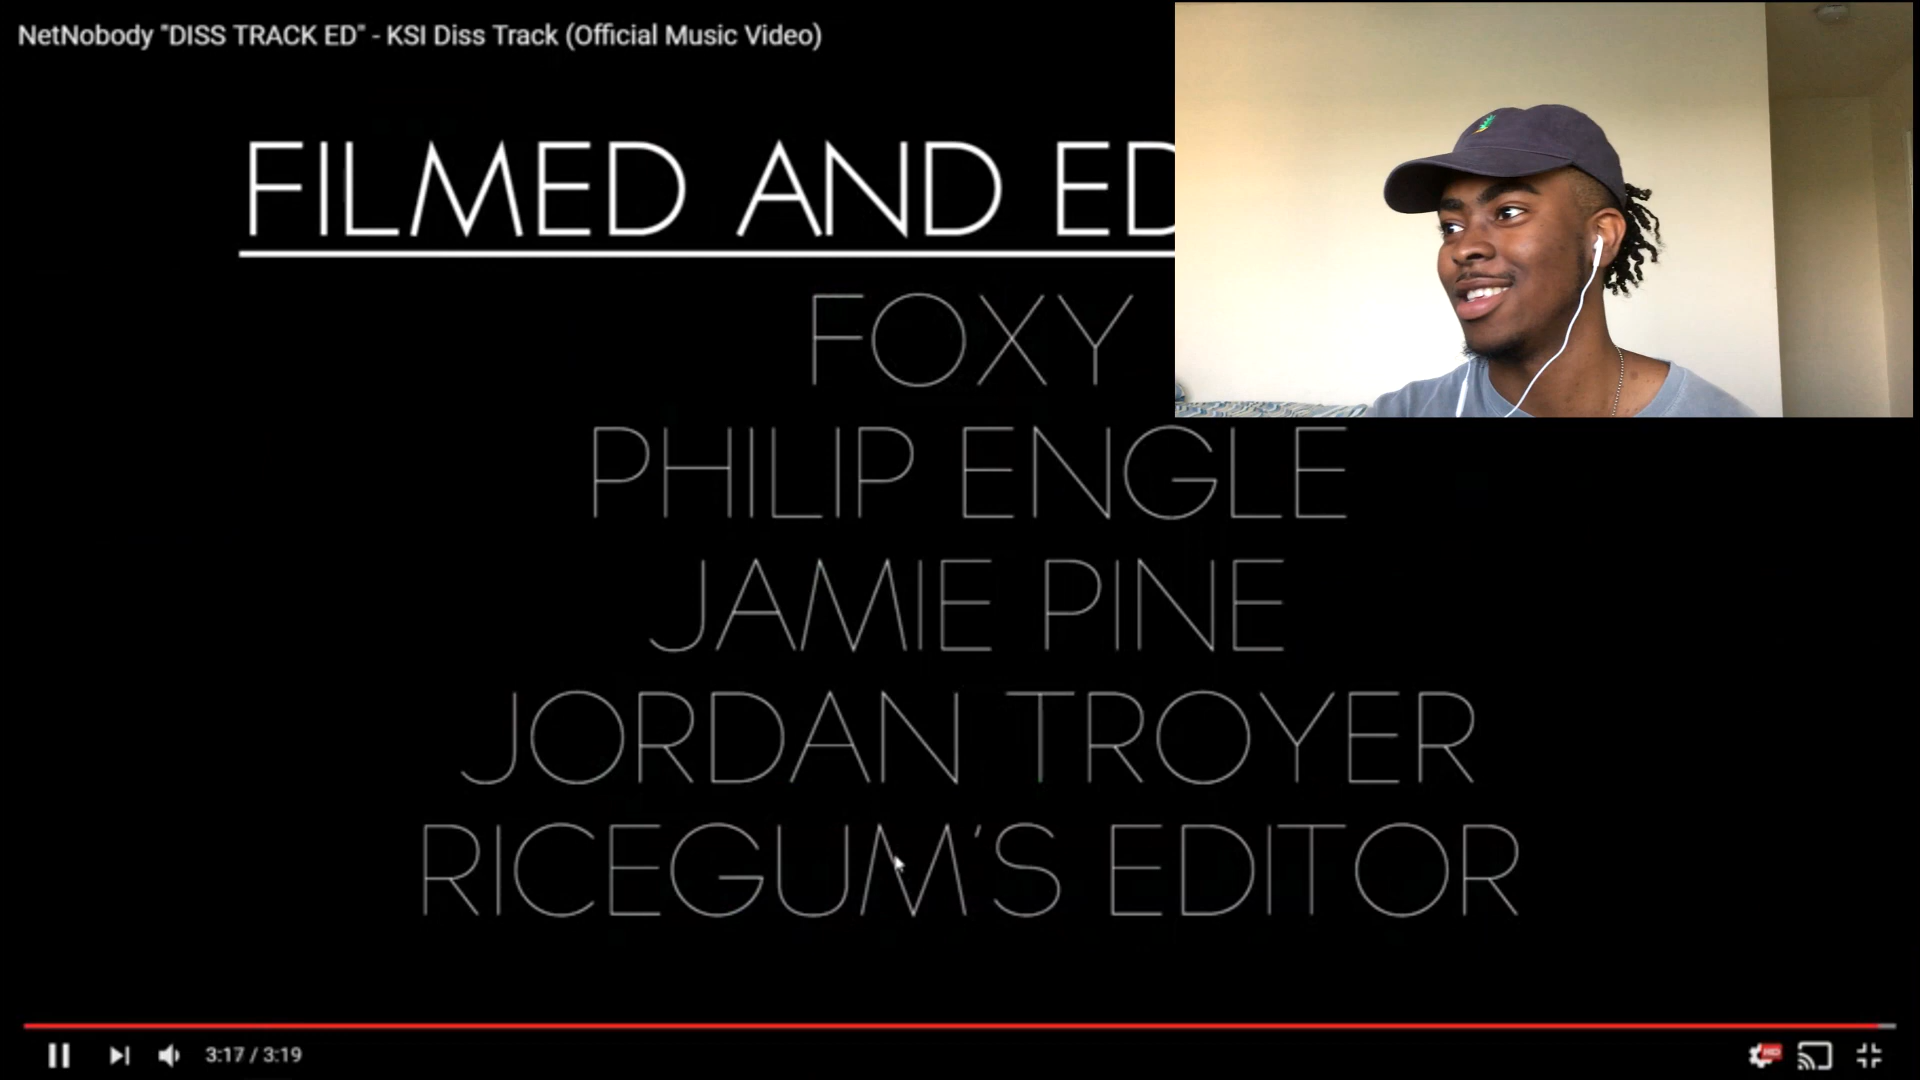 NetNobody "DISS TRACK ED" - KSI Diss Track (Official Music Video)
FILMED AND ED
FOXY
PHILIP ENGLE
JAMIE PINE
JORDAN TROYER
RICEGUM'S EDITOR
3:17 / 3:19
HD